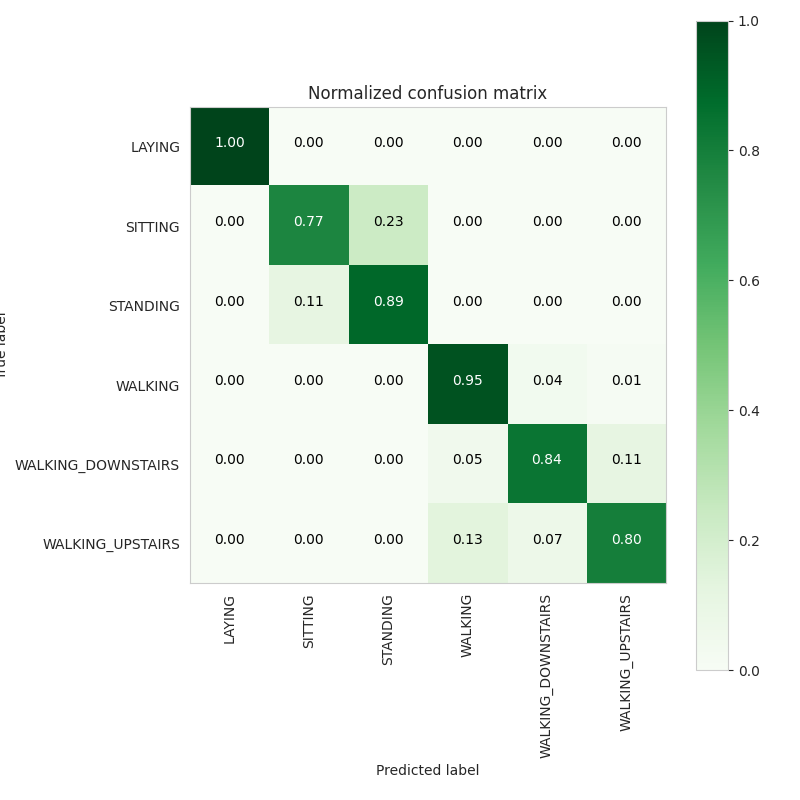 Normalized confusion matrix
1.0
0.8
0.6
0.4
0.2
0.0
True label
LAYING 1.00 0.00 0.00 0.00 0.00 0.00
SITTING 0.00 0.77 0.23 0.00 0.00 0.00
STANDING 0.00 0.11 0.89 0.00 0.00 0.00
WALKING 0.00 0.00 0.00 0.95 0.04 0.01
WALKING_DOWNSTAIRS 0.00 0.00 0.00 0.05 0.84 0.11
WALKING_UPSTAIRS 0.00 0.00 0.00 0.13 0.07 0.80
LAYING
SITTING
STANDING
WALKING
WALKING_DOWNSTAIRS
WALKING_UPSTAIRS
Predicted label